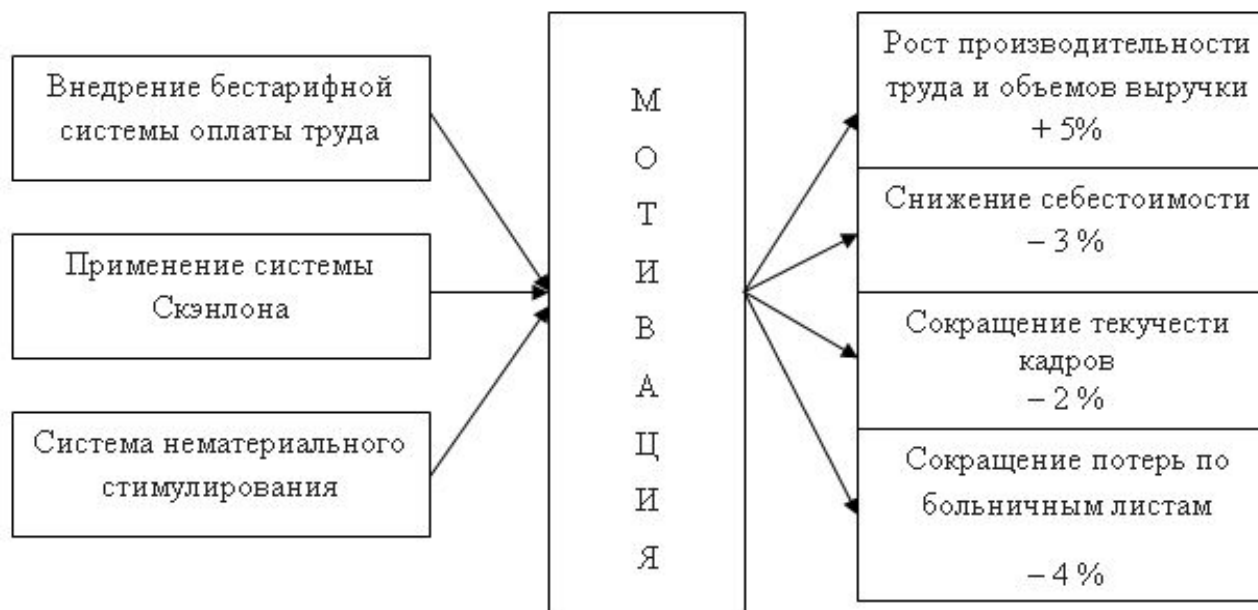 Внедрение бестарифной
системы оплаты труда
Применение системы
Скэнлона
Система нематериального
стимулирования
М
О
Т
И
В
А
Ц
И
Я
Рост производительности
труда и объемов выручки
+ 5%
Снижение себестоимости
– 3 %
Сокращение текучести
кадров
– 2 %
Сокращение потерь по
больничным листам
– 4 %